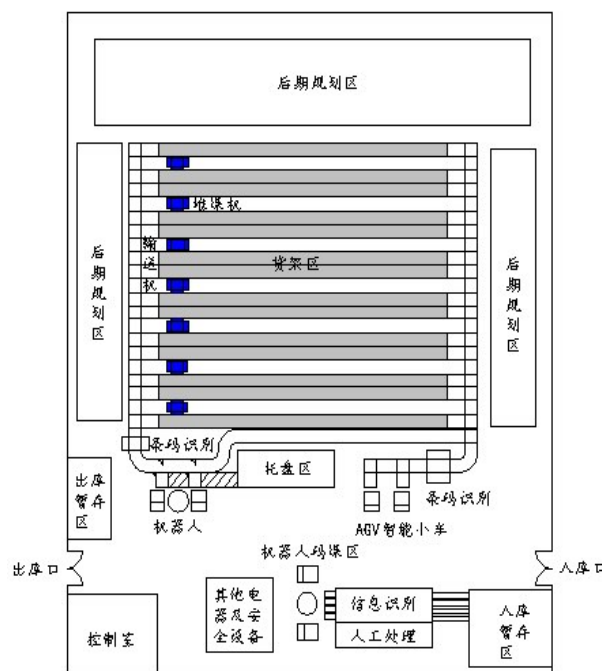 后期规划区
堆垛机
输送机
货架区
后期规划区
后期规划区
条码识别
托盘区
出库暂存区
条码识别
机器人
AGV智能小车
机器人码垛区
出库口
入库口
其他电
器及安
全设备
信息识别
人工处理
入库
暂存
区
控制室